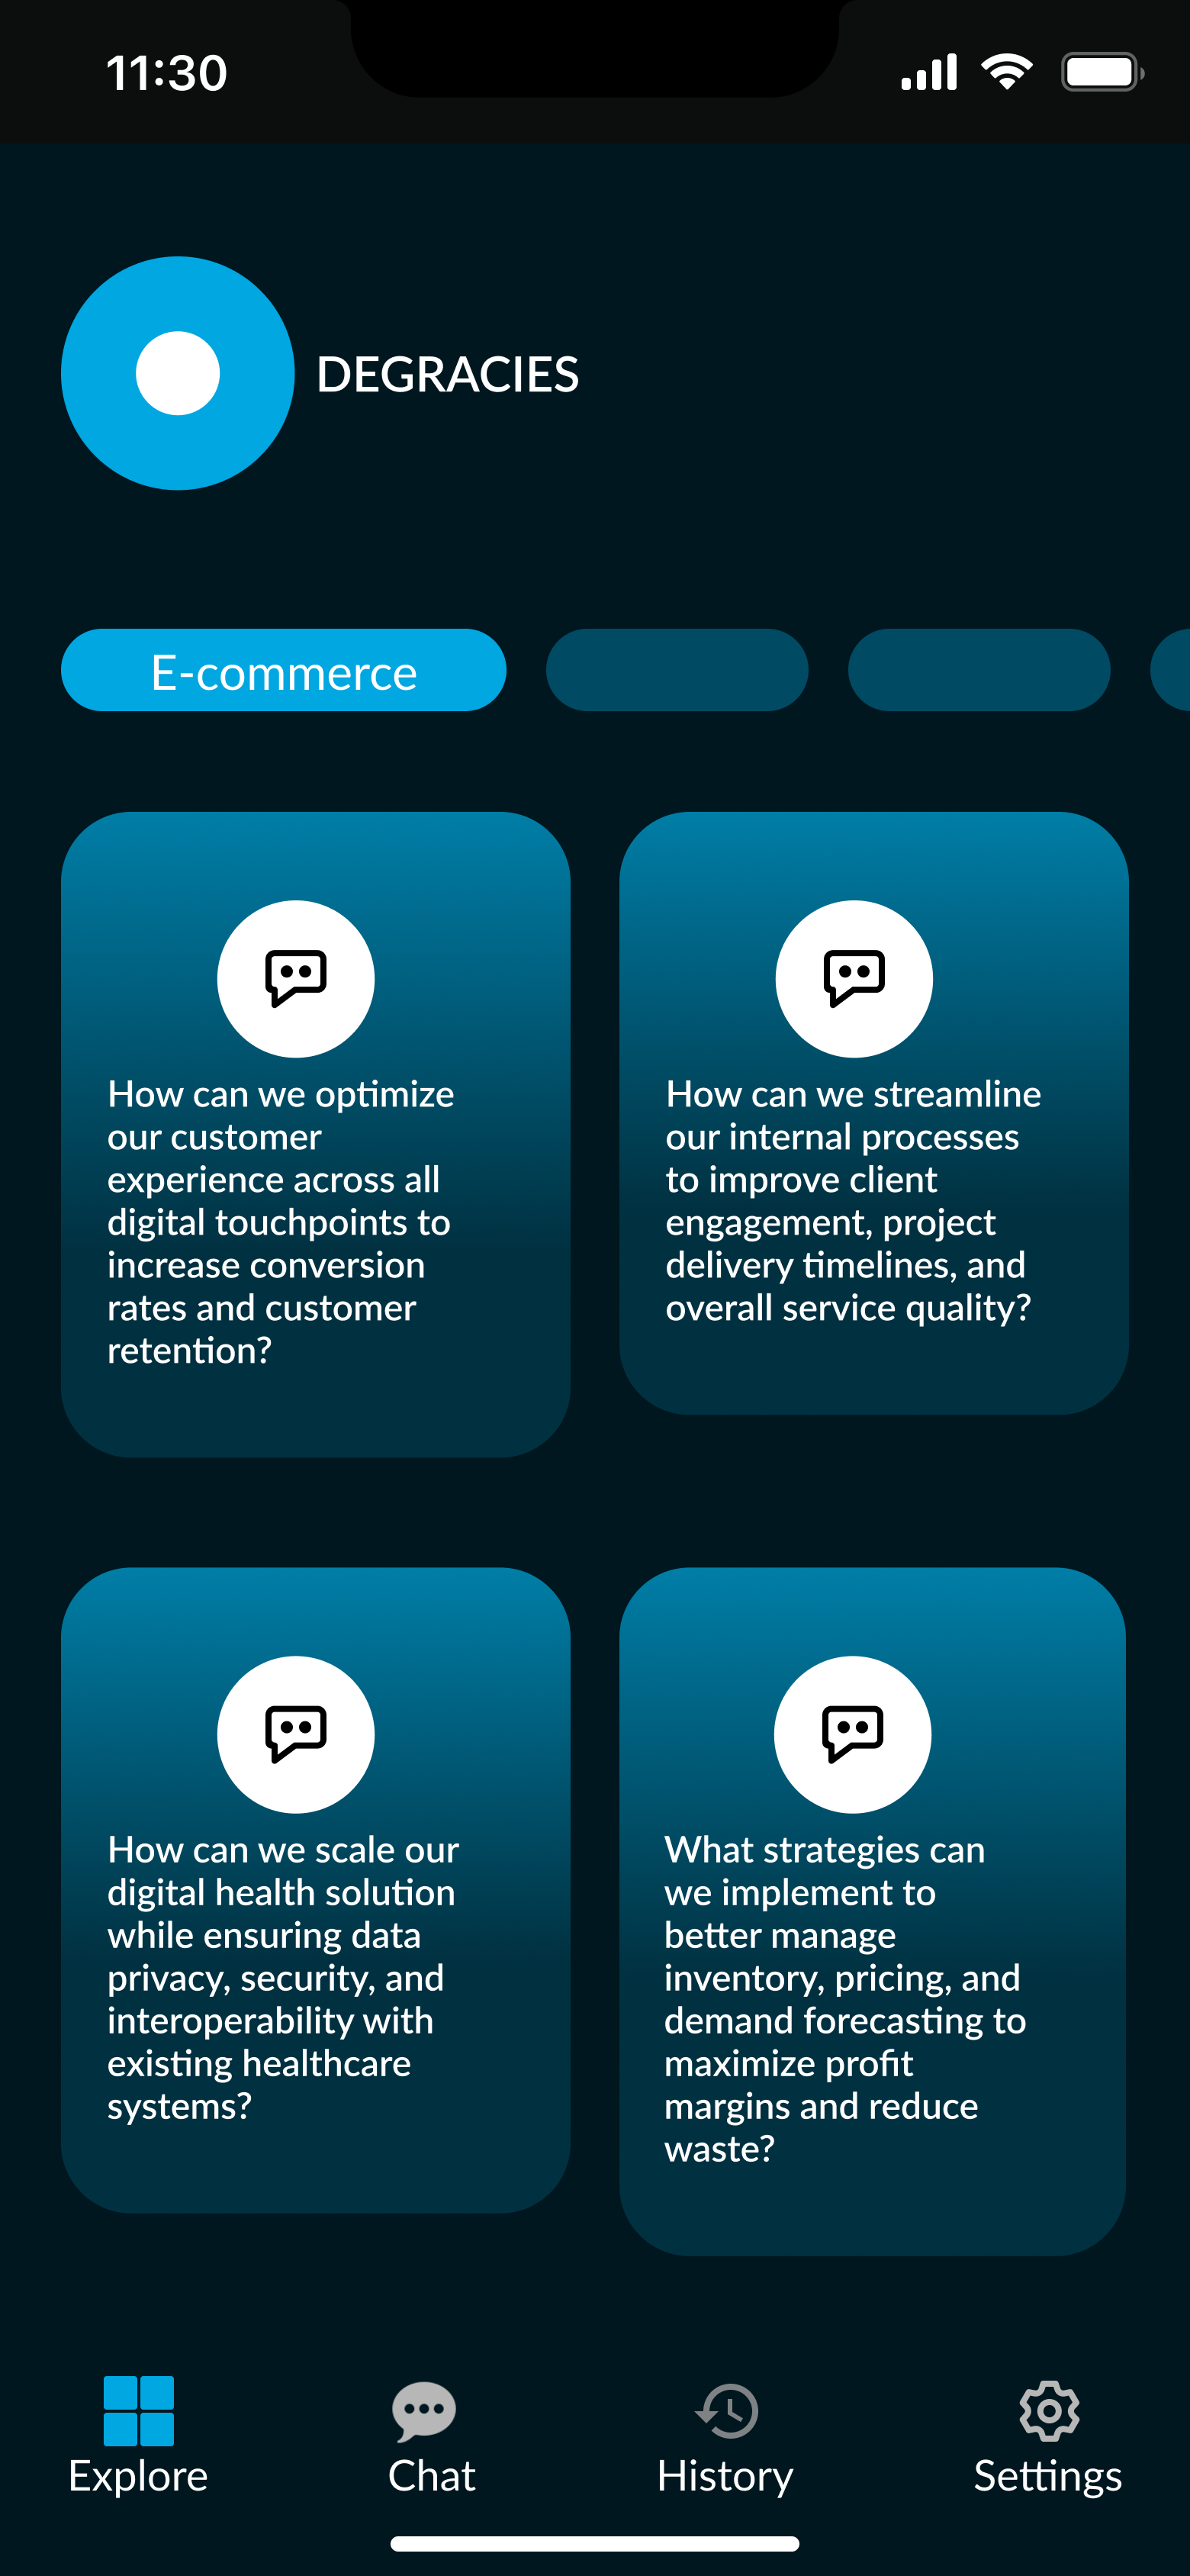 11:30
DEGRACIES
E-commerce
How can we optimize
our customer
experience across all
digital touchpoints to
increase conversion
rates and customer
retention?
How can we streamline
our internal processes
to improve client
engagement, project
delivery timelines, and
overall service quality?
How can we scale our
digital health solution
while ensuring data
privacy, security, and
interoperability with
existing healthcare
systems?
What strategies can
we implement to
better manage
inventory, pricing, and
demand forecasting to
maximize profit
margins and reduce
waste?
Explore
Chat
History
Settings